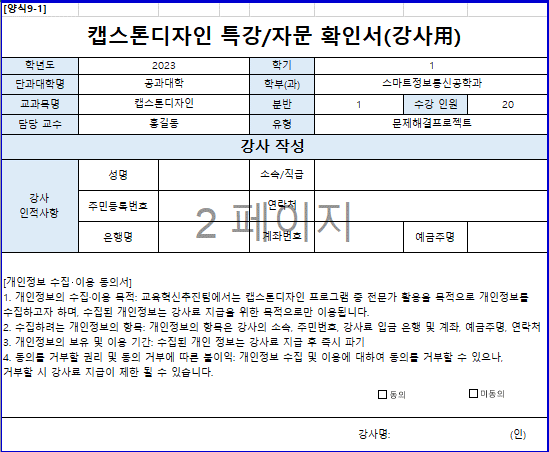 [양식9-1]
캡스톤디자인 특강/자문 확인서(강사用)
학년도 2023 학기 1
단과대학명 공과대학 학부(과) 스마트정보통신공학과
교과목명 캡스톤디자인 분반 1 수강 인원 20
담당 교수 홍길동 유형 문제해결프로젝트
강사 작성
강사
인적사항
성명 소속/직급
주민등록번호 연락처
은행명 계좌번호 예금주명
2 페이지
[개인정보 수집·이용 동의서]
1. 개인정보의 수집·이용 목적: 교육혁신추진팀에서는 캡스톤디자인 프로그램 중 전문가 활용을 목적으로 개인정보를
수집하고자 하며, 수집된 개인정보는 강사료 지급을 위한 목적으로만 이용됩니다.
2. 수집하려는 개인정보의 항목: 개인정보의 항목은 강사의 소속, 주민번호, 강사료 입금 은행 및 계좌, 예금주명, 연락처
3. 개인정보의 보유 및 이용 기간: 수집된 개인 정보는 강사료 지급 후 즉시 파기
4. 동의를 거부할 권리 및 동의 거부에 따른 불이익: 개인정보 수집 및 이용에 대하여 동의를 거부할 수 있으나,
거부할 시 강사료 지급이 제한 될 수 있습니다.
동의 미동의
강사명: (인)